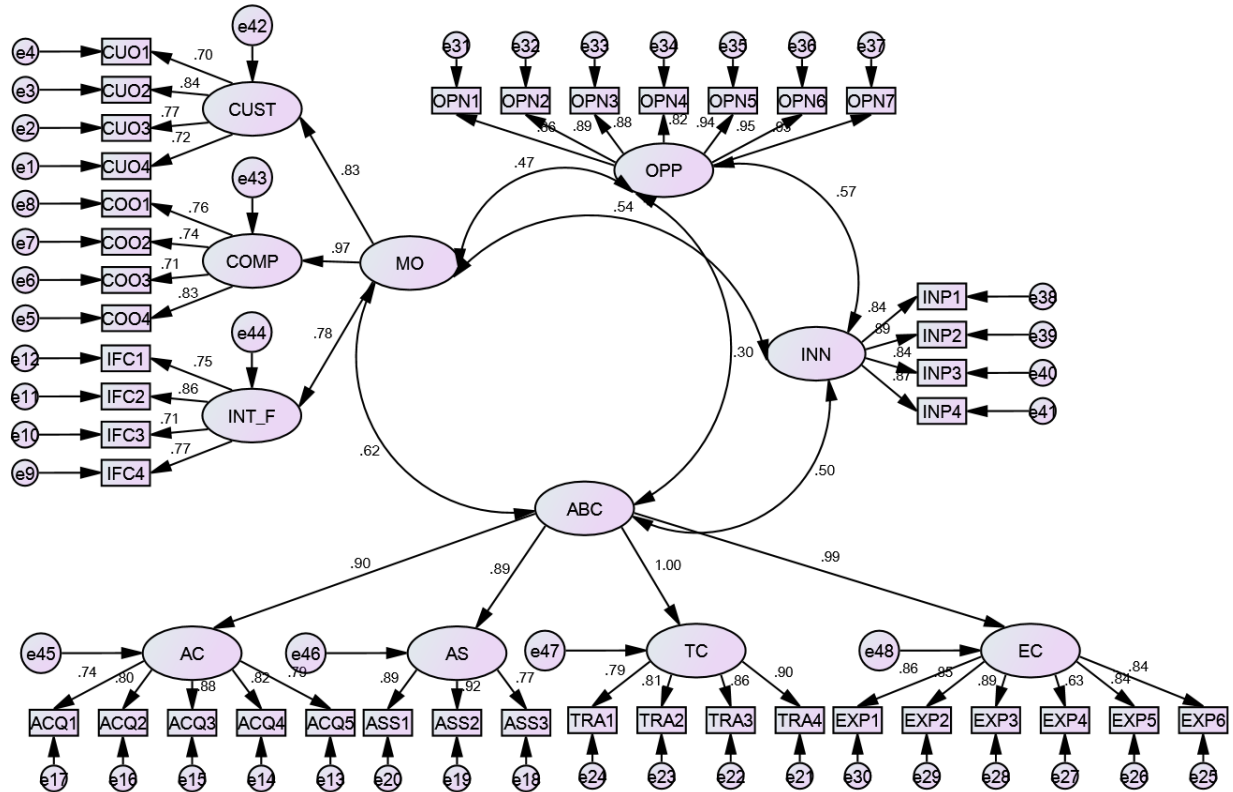 e42
e4 CUO1 .70
e3 CUO2 .84
CUST
e2 CUO3 .77
e1 CUO4 .72
e31 e32 e33 e34 e35 e36 e37
OPN1 OPN2 OPN3 OPN4 OPN5 OPN6 OPN7
.89 .88 .82 .94 .95
OPP
.83 .47 .57
e43
e8 COO1 .76
e7 COO2 .74
COMP .97 MO .54
e6 COO3 .71
e5 COO4 .83
e44 .78
e12 IFC1 .75
e11 IFC2 .86
INT_F
e10 IFC3 .71
e9 IFC4 .77
.84 INP1 e38
.89 INP2 e39
INN .30
.84 INP3 e40
.87 INP4 e41
.62 .50
ABC
.90 .89 1.00 .99
e45 AC e46 AS e47 TC e48 EC
.74 .80 .88 .82 .79 .89 .92 .77 .79 .81 .86 .90 .86 .85 .89 .63 .84 .84
ACQ1 ACQ2 ACQ3 ACQ4 ACQ5 ASS1 ASS2 ASS3 TRA1 TRA2 TRA3 TRA4 EXP1 EXP2 EXP3 EXP4 EXP5 EXP6
e17 e16 e15 e14 e13 e20 e19 e18 e24 e23 e22 e21 e30 e29 e28 e27 e26 e25